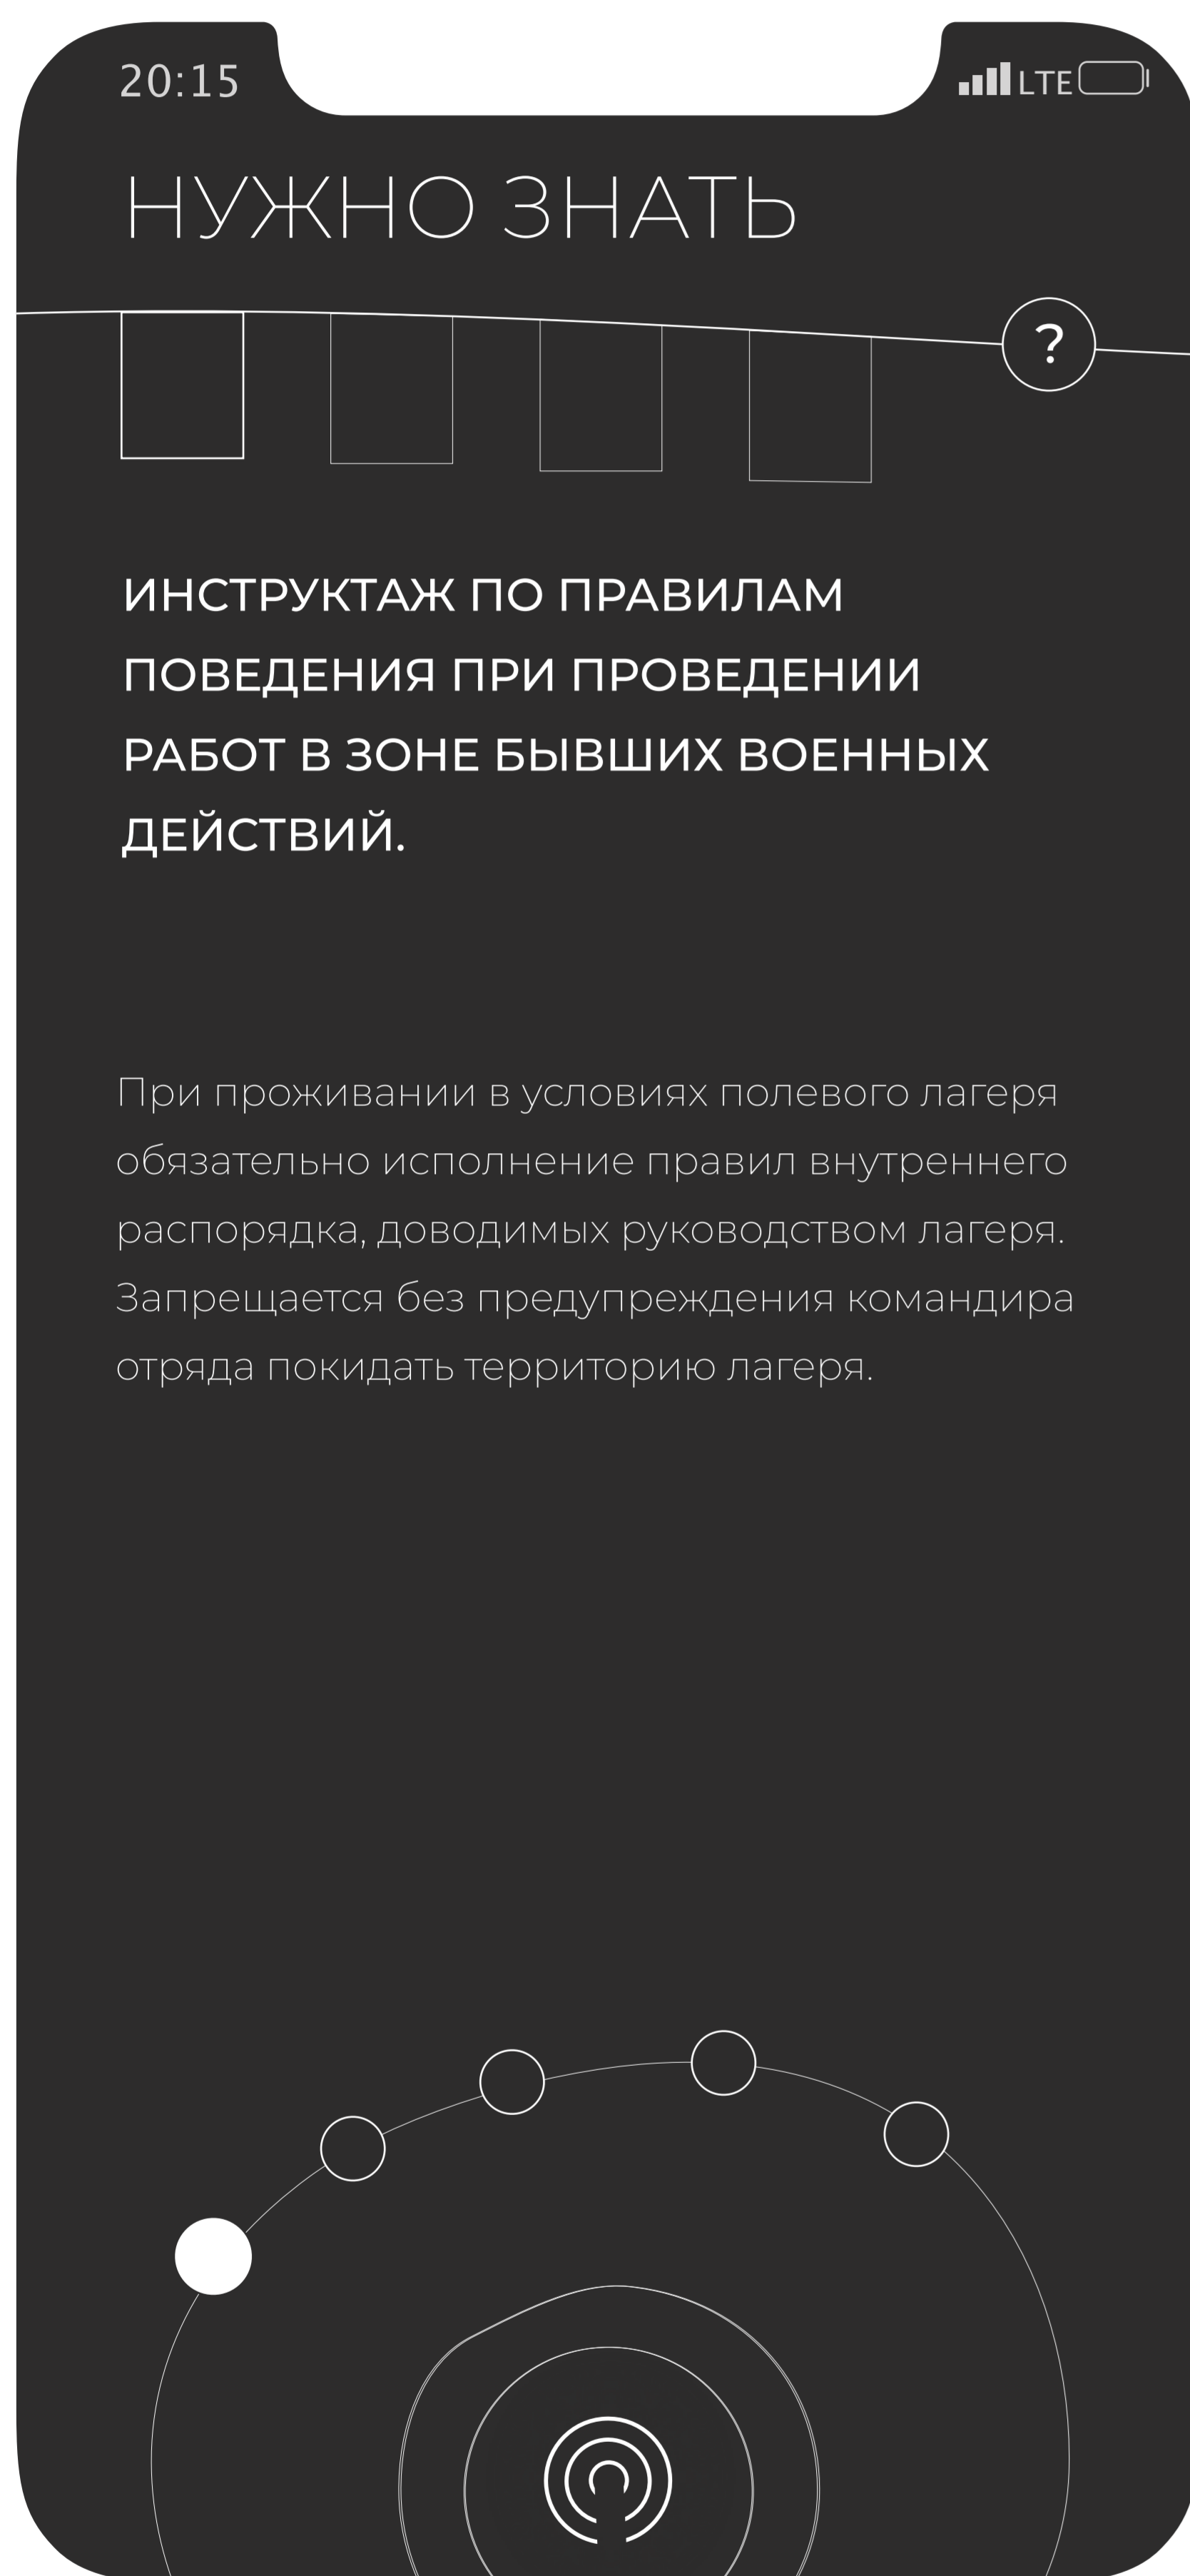 20:15 LTE
НУЖНО ЗНАТЬ
?
ИНСТРУКТАЖ ПО ПРАВИЛАМ
ПОВЕДЕНИЯ ПРИ ПРОВЕДЕНИИ
РАБОТ В ЗОНЕ БЫВШИХ ВОЕННЫХ
ДЕЙСТВИЙ.
При проживании в условиях полевого лагеря
обязательно исполнение правил внутреннего
распорядка, доводимых руководством лагеря.
Запрещается без предупреждения командира
отряда покидать территорию лагеря.